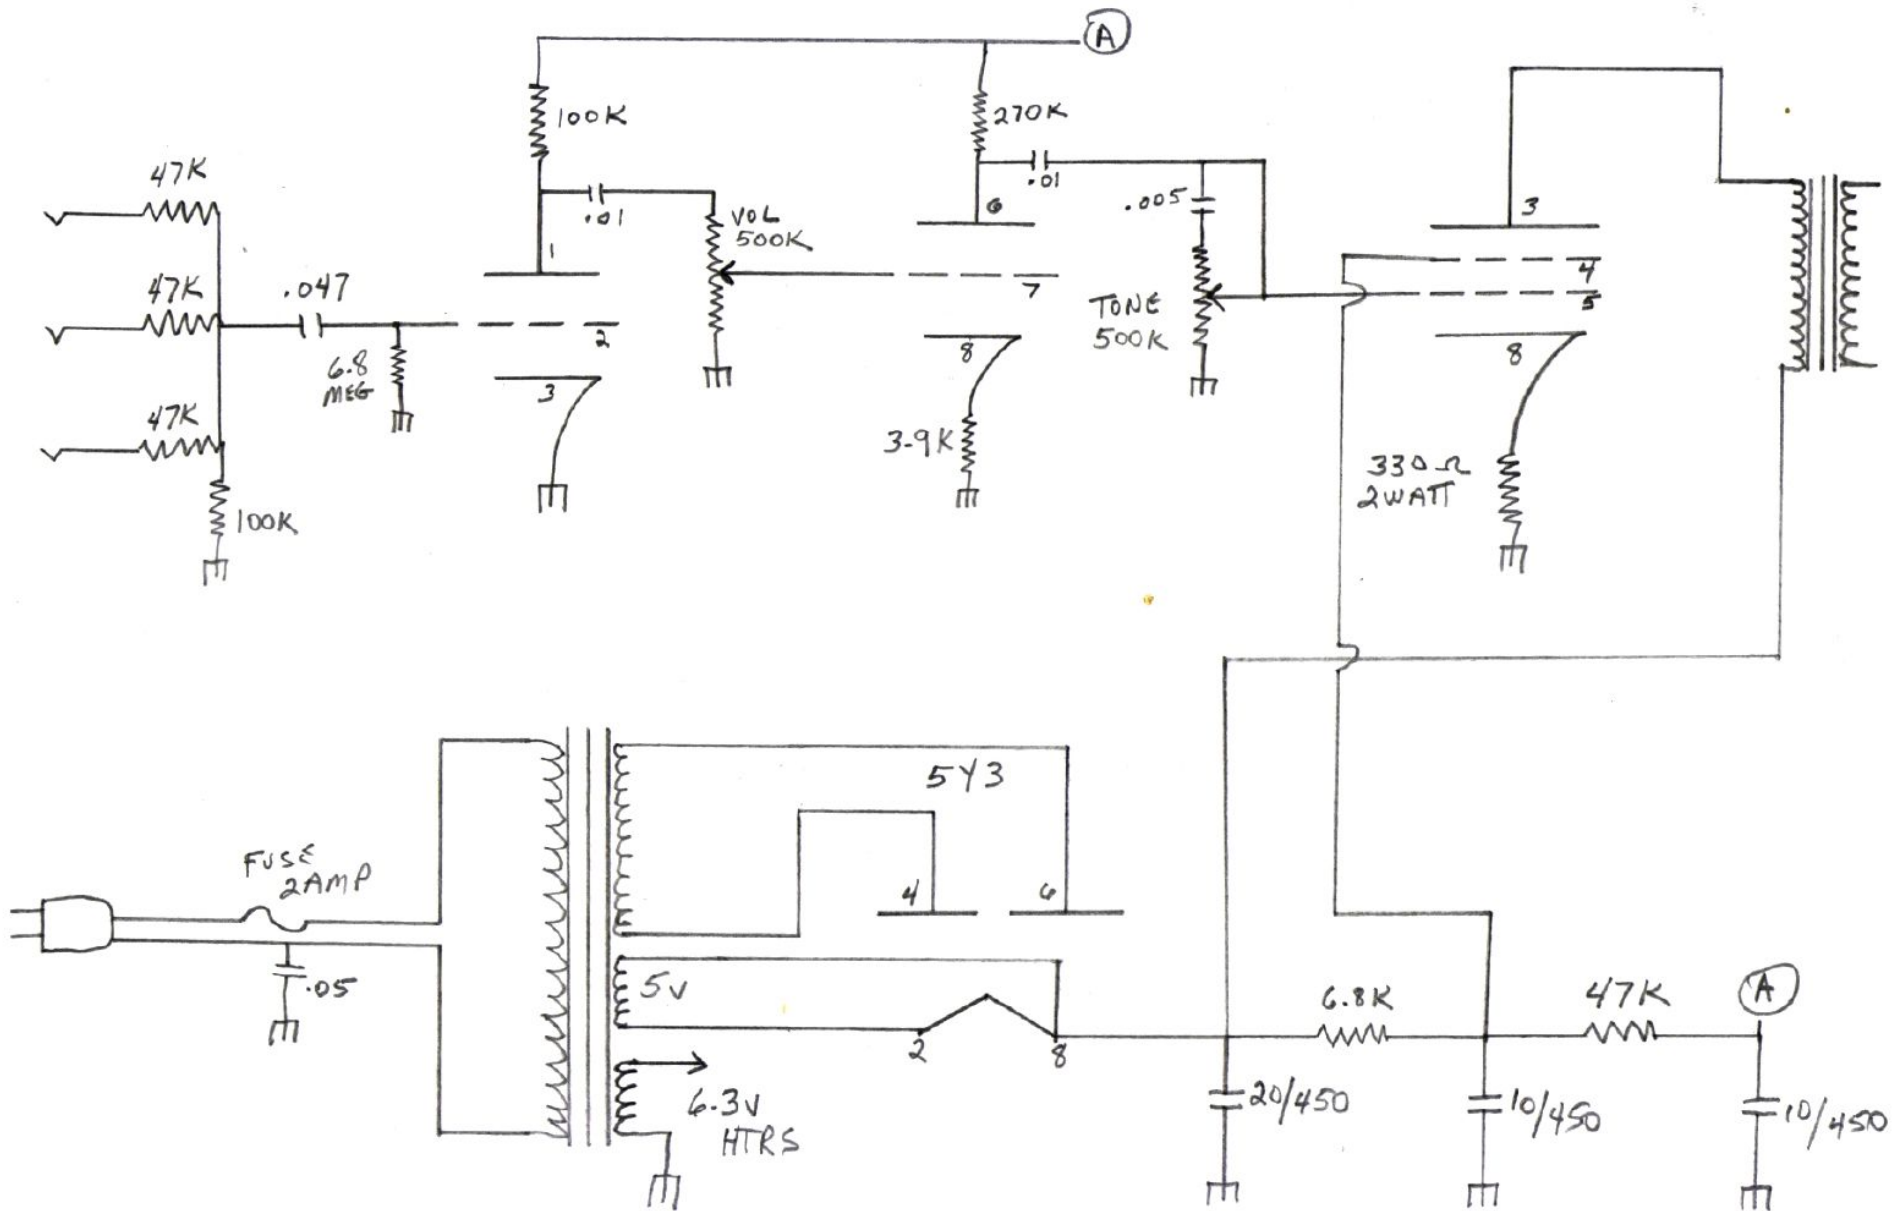 A
100K
270K
47K
.01
.01
3
VOL
500K
6
.005
1
47K
.047
7
4
TONE
500K
5
2
6.8
MEG
8
8
3
47K
3-9K
330Ω
2WATT
100K
5Y3
FUSE
2AMP
4
6
5V
.05
6.8K
47K
A
2
8
6.3V
HTRS
20/450
10/450
10/450